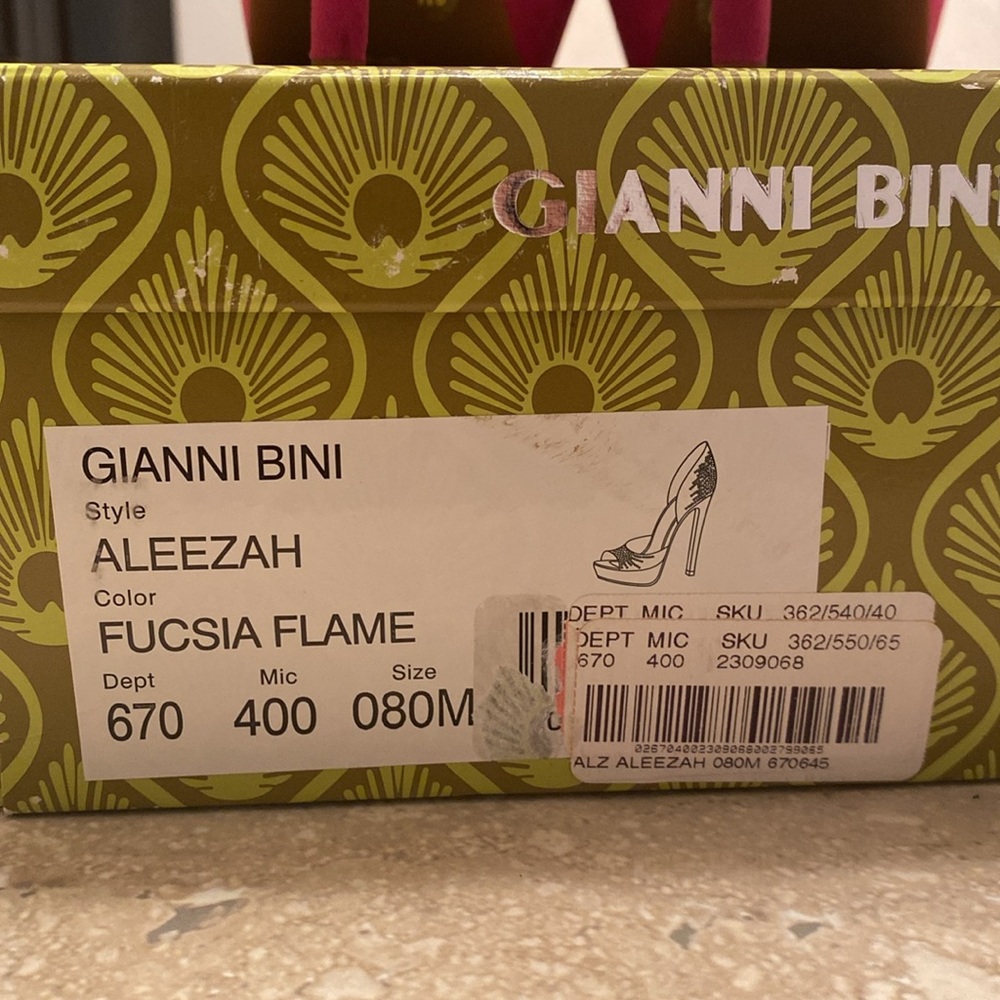 GIANNI BINI
GIANNI BINI
Style
ALEEZAH
Color
FUCSIA FLAME
Dept Mic Size
670 400 080M
DEPT MIC SKU 362/540/40
DEPT MIC SKU 362/550/65
670 400 2309068
026704002309068002799065
ALZ ALEEZAH 080M 670645